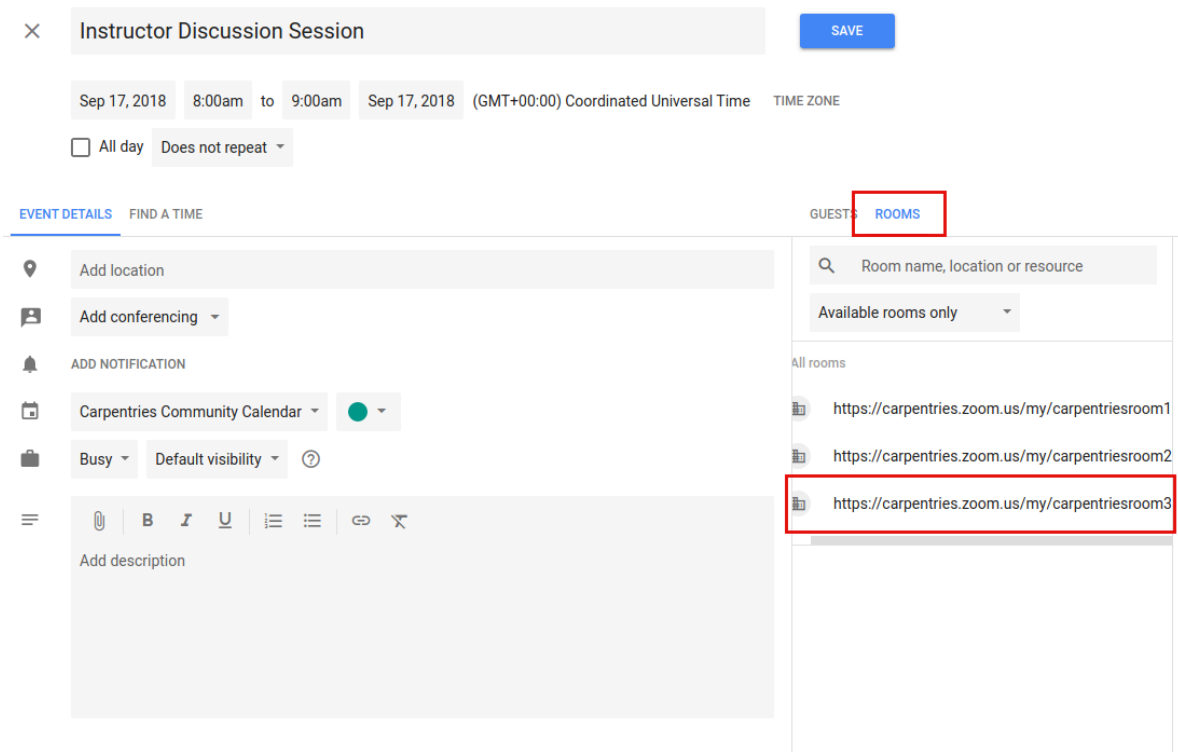 Instructor Discussion Session
SAVE
Sep 17, 2018 8:00am to 9:00am Sep 17, 2018 (GMT+00:00) Coordinated Universal Time TIME ZONE
All day Does not repeat
EVENT DETAILS FIND A TIME
Add location
Add conferencing
ADD NOTIFICATION
Carpentries Community Calendar
Busy Default visibility
B I U
Add description
GUESTS ROOMS
Room name, location or resource
Available rooms only
All rooms
https://carpentries.zoom.us/my/carpentriesroom1
https://carpentries.zoom.us/my/carpentriesroom2
https://carpentries.zoom.us/my/carpentriesroom3